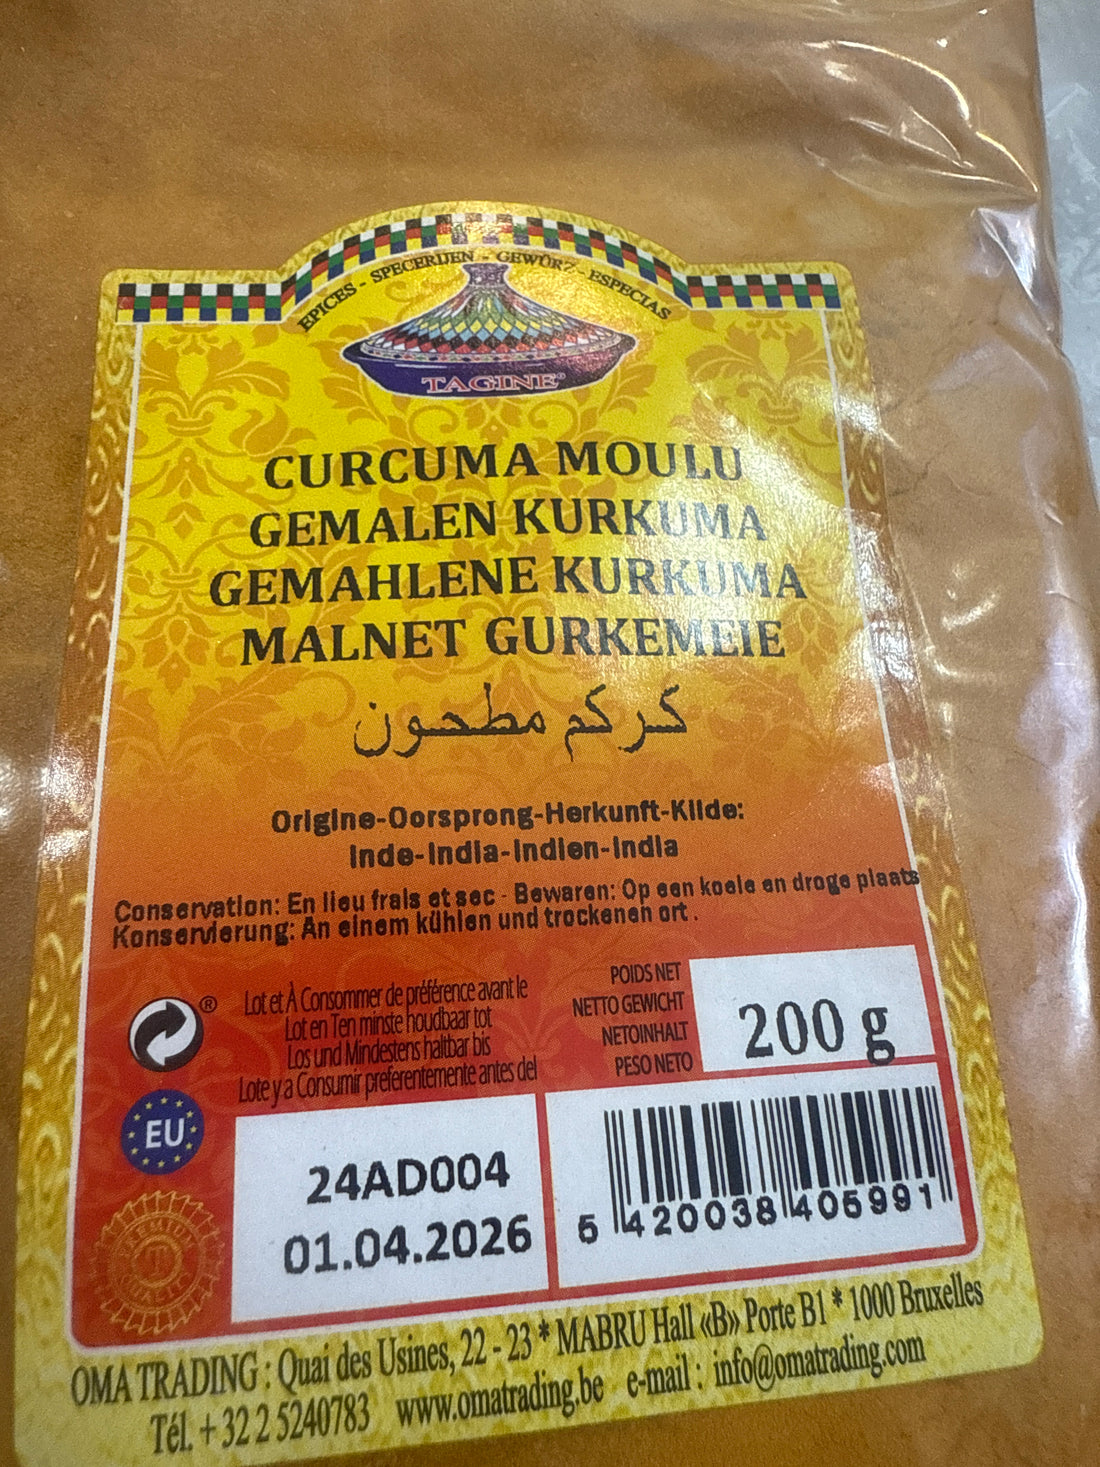 EPICES - SPECERIJEN - GEWÜRZ - ESPECIAS
TAGINE®
CURCUMA MOULU
GEMALEN KURKUMA
GEMAHLENE KURKUMA
MALNET GURKEMEIE
كركم مطحون
Origine-Oorsprong-Herkunft-Kilde:
Inde-India-Indien-India
Conservation: En lieu frais et sec - Bewaren: Op een koele en droge plaats
Konservierung: An einem kühlen und trockenen ort .
®
Lot et À Consommer de préférence avant le
Lot en Ten minste houdbaar tot
Los und Mindestens haltbar bis
Lote y a Consumir preferentemente antes del
POIDS NET
NETTO GEWICHT
NETOINHALT
PESO NETO
200 g
EU
24AD004
01.04.2026
5 420038 405991
PREMIUM
OMA TRADING : Quai des Usines, 22 - 23 * MABRU Hall «B» Porte B1 * 1000 Bruxelles
Tél. + 32 2 5240783 www.omatrading.be e-mail : info@omatrading.com